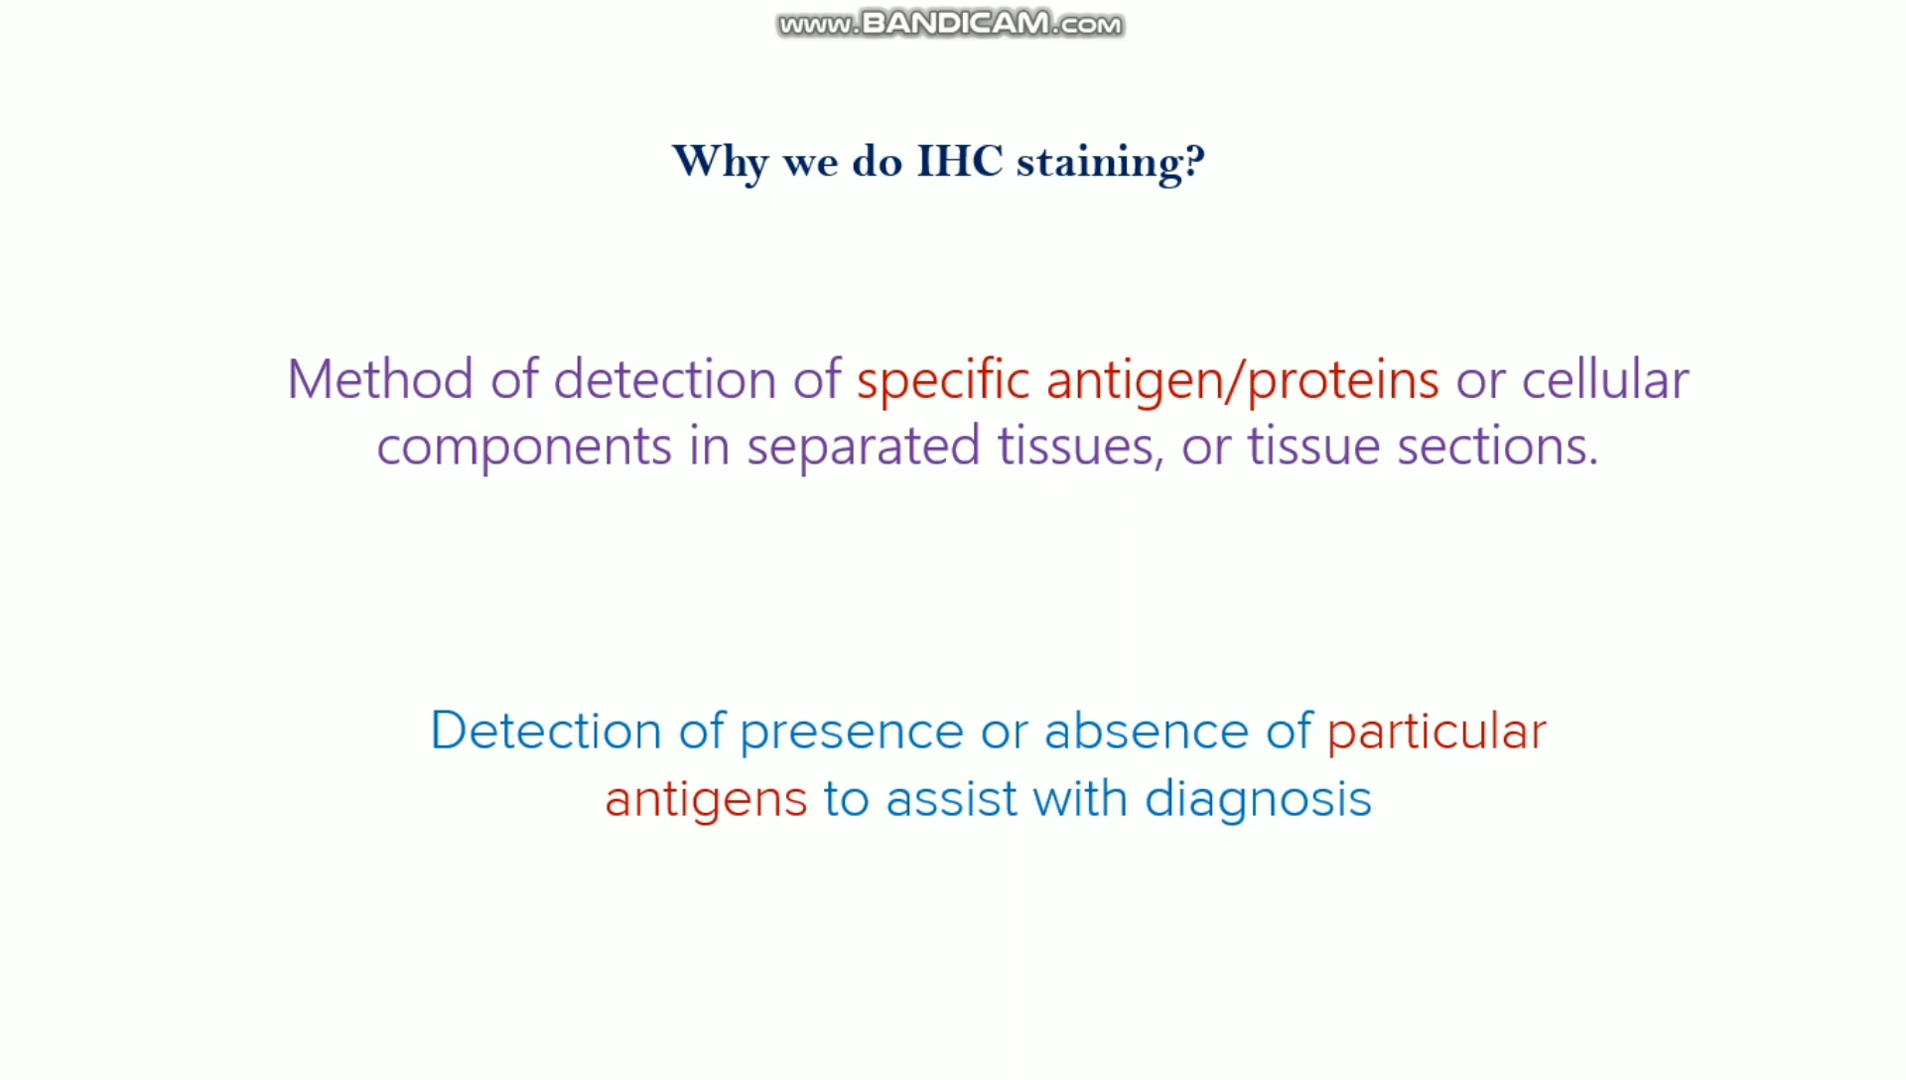 www.BANDICAM.com
Why we do IHC staining?
Method of detection of specific antigen/proteins or cellular
components in separated tissues, or tissue sections.
Detection of presence or absence of particular
antigens to assist with diagnosis